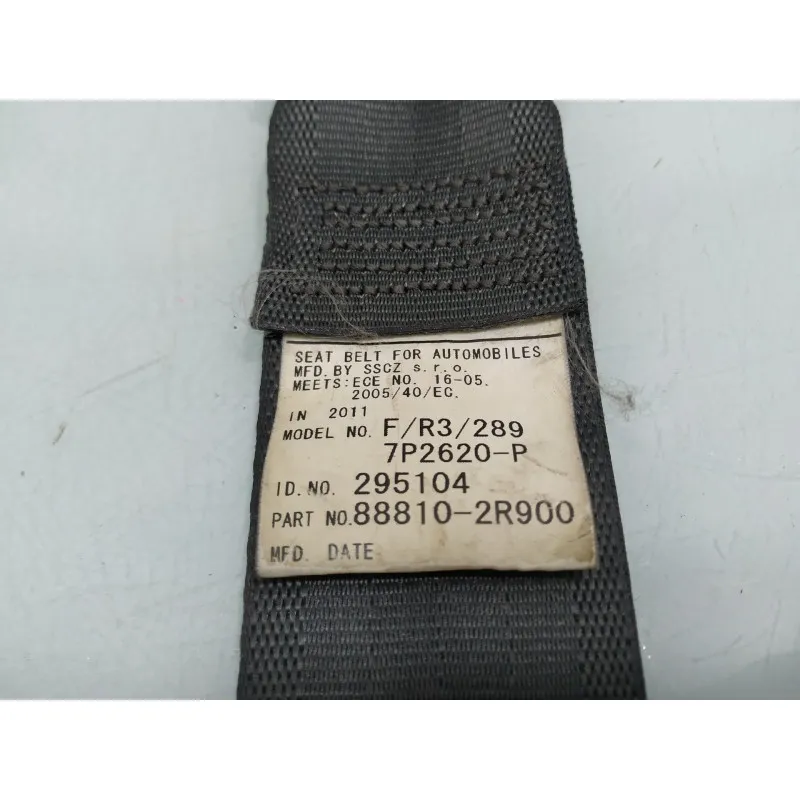 SEAT BELT FOR AUTOMOBILES
MFD. BY SSCZ s. r. o.
MEETS: ECE NO. 16-05.
2005/40/EC.
IN 2011
MODEL NO. F/R3/289
7P2620-P
ID. NO. 295104
PART NO. 88810-2R900
MFD. DATE